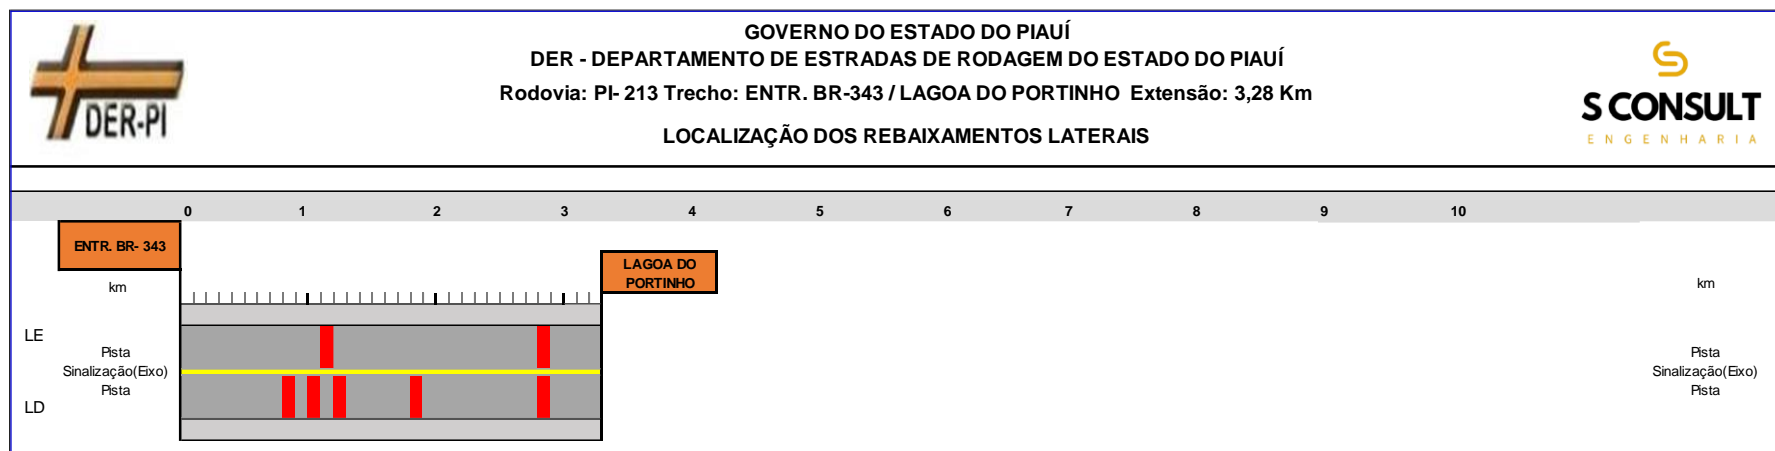 GOVERNO DO ESTADO DO PIAUÍ
DER - DEPARTAMENTO DE ESTRADAS DE RODAGEM DO ESTADO DO PIAUÍ
Rodovia: PI- 213 Trecho: ENTR. BR-343 / LAGOA DO PORTINHO Extensão: 3,28 Km
LOCALIZAÇÃO DOS REBAIXAMENTOS LATERAIS
DER-PI
S CONSULT
ENGENHARIA
0 1 2 3 4 5 6 7 8 9 10
ENTR. BR- 343
LAGOA DO
PORTINHO
km
km
LE
Pista
Sinalização(Eixo)
Pista
LD
Pista
Sinalização(Eixo)
Pista